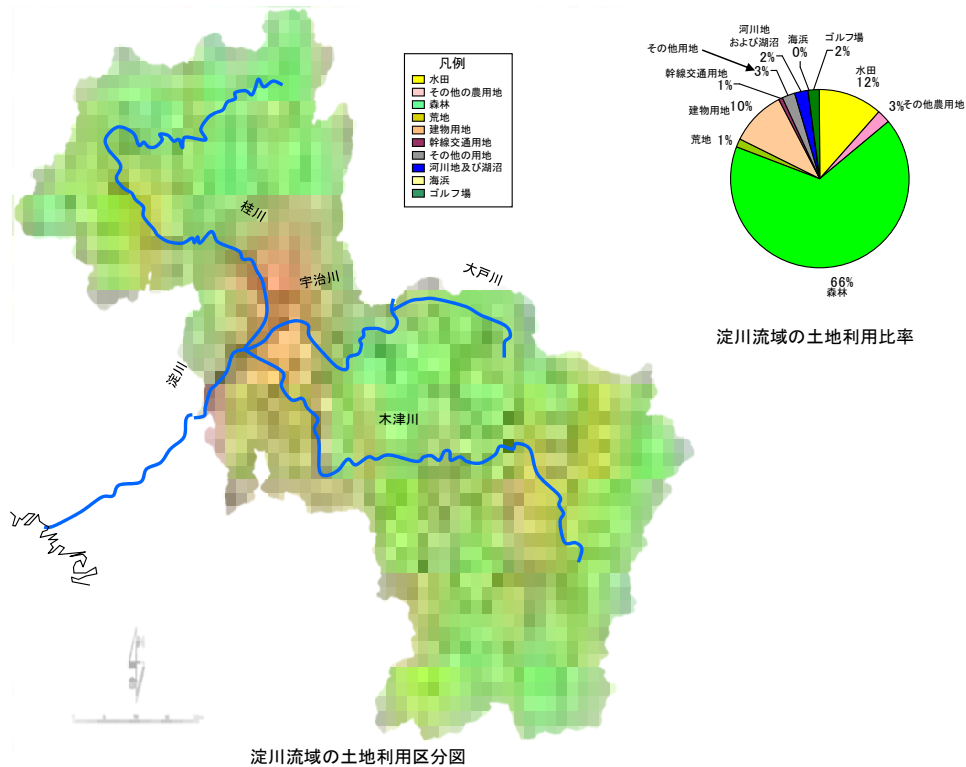 凡例
水田
その他の農用地
森林
荒地
建物用地
幹線交通用地
その他の用地
河川地及び湖沼
海浜
ゴルフ場
桂川
宇治川
大戸川
淀川
木津川
淀川流域の土地利用区分図
河川地
および湖沼
2%
海浜
0%
ゴルフ場
2%
その他用地
3%
幹線交通用地
1%
水田
12%
建物用地10%
3%その他農用地
荒地 1%
66%
森林
淀川流域の土地利用比率